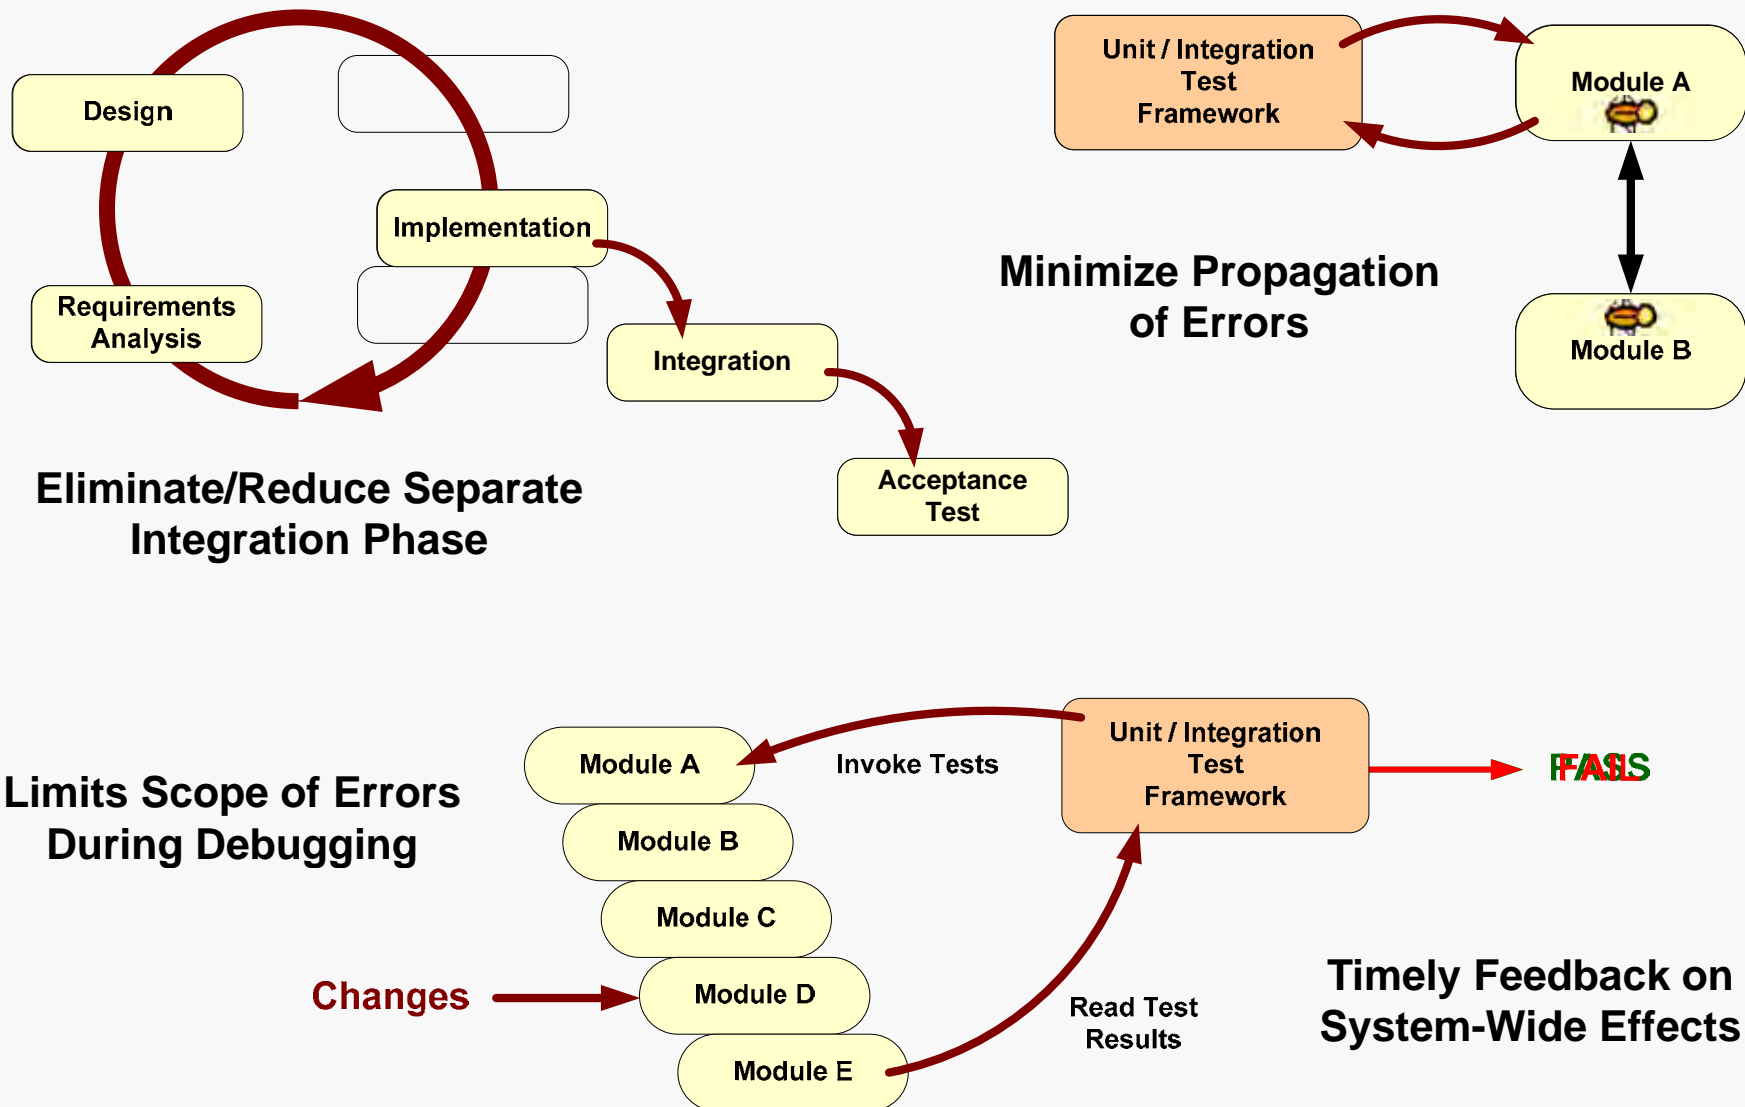 Design
Implementation
Requirements
Analysis
Integration
Acceptance
Test
Eliminate/Reduce Separate
Integration Phase
Unit / Integration
Test
Framework
Module A
Module B
Minimize Propagation
of Errors
Limits Scope of Errors
During Debugging
Module A
Module B
Module C
Module D
Module E
Changes
Invoke Tests
Unit / Integration
Test
Framework
Read Test
Results
PASS
FAIL
Timely Feedback on
System-Wide Effects